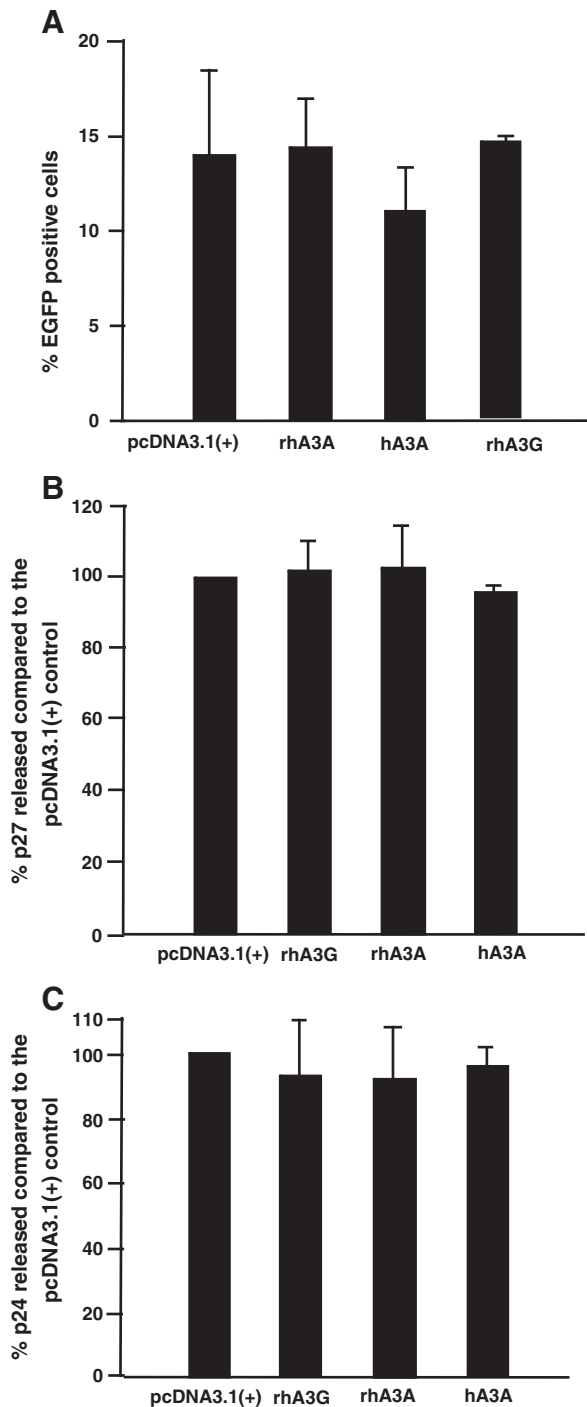 A
20
15
10
5
0
% EGFP positive cells
pcDNA3.1(+) rhA3A hA3A rhA3G
B
120
100
80
60
40
20
0
% p27 released compared to the
pcDNA3.1(+) control
pcDNA3.1(+) rhA3G rhA3A hA3A
C
110
100
80
60
40
20
0
% p24 released compared to the
pcDNA3.1(+) control
pcDNA3.1(+) rhA3G rhA3A hA3A